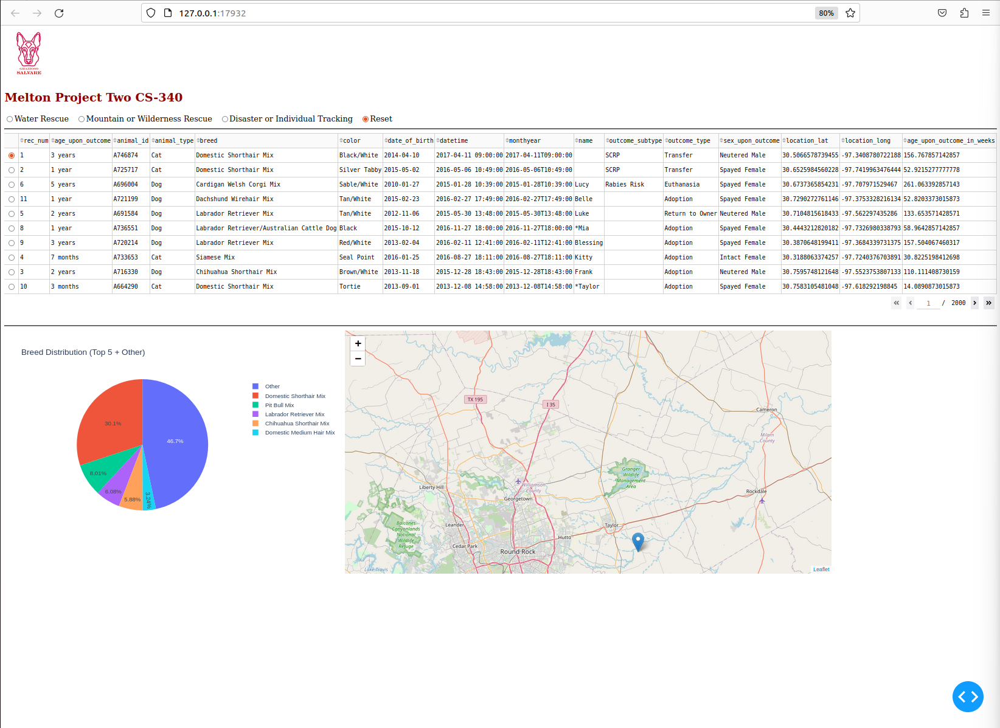 127.0.0.1:17932 80%
GRAZIOSO
SALVARE
Melton Project Two CS-340
Water Rescue Mountain or Wilderness Rescue Disaster or Individual Tracking Reset
rec_num age_upon_outcome animal_id animal_type breed color date_of_birth datetime monthyear name outcome_subtype outcome_type sex_upon_outcome location_lat location_long age_upon_outcome_in_weeks
1 3 years A746874 Cat Domestic Shorthair Mix Black/White 2014-04-10 2017-04-11 09:00:00 2017-04-11T09:00:00 SCRP Transfer Neutered Male 30.5066578739455 -97.3408780722188 156.767857142857
2 1 year A725717 Cat Domestic Shorthair Mix Silver Tabby 2015-05-02 2016-05-06 10:49:00 2016-05-06T10:49:00 SCRP Transfer Spayed Female 30.6525984560228 -97.7419963476444 52.9215277777778
6 5 years A696004 Dog Cardigan Welsh Corgi Mix Sable/White 2010-01-27 2015-01-28 10:39:00 2015-01-28T10:39:00 Lucy Rabies Risk Euthanasia Spayed Female 30.6737365854231 -97.707971529467 261.063392857143
11 1 year A721199 Dog Dachshund Wirehair Mix Tan/White 2015-02-23 2016-02-27 17:49:00 2016-02-27T17:49:00 Belle Adoption Spayed Female 30.7290272761146 -97.3753328216134 52.8203373015873
5 2 years A691584 Dog Labrador Retriever Mix Tan/White 2012-11-06 2015-05-30 13:48:00 2015-05-30T13:48:00 Luke Return to Owner Neutered Male 30.7104815618433 -97.562297435286 133.653571428571
8 1 year A736551 Dog Labrador Retriever/Australian Cattle Dog Black 2015-10-12 2016-11-27 18:00:00 2016-11-27T18:00:00 *Mia Adoption Spayed Female 30.4443212820182 -97.7326980338793 58.9642857142857
9 3 years A720214 Dog Labrador Retriever Mix Red/White 2013-02-04 2016-02-11 12:41:00 2016-02-11T12:41:00 Blessing Adoption Spayed Female 30.3870648199411 -97.3684339731375 157.504067460317
4 7 months A733653 Cat Siamese Mix Seal Point 2016-01-25 2016-08-27 18:11:00 2016-08-27T18:11:00 Kitty Adoption Intact Female 30.3188063374257 -97.7240376703891 30.8225198412698
3 2 years A716330 Dog Chihuahua Shorthair Mix Brown/White 2013-11-18 2015-12-28 18:43:00 2015-12-28T18:43:00 Frank Adoption Neutered Male 30.7595748121648 -97.5523753807133 110.111408730159
10 3 months A664290 Cat Domestic Shorthair Mix Tortie 2013-09-01 2013-12-08 14:58:00 2013-12-08T14:58:00 *Taylor Adoption Spayed Female 30.7583105481048 -97.618292198845 14.0890873015873
1 / 2000
Breed Distribution (Top 5 + Other)
Other
Domestic Shorthair Mix
Pit Bull Mix
Labrador Retriever Mix
Chihuahua Shorthair Mix
Domestic Medium Hair Mix
46.7%
30.1%
8.01%
6.08%
5.88%
3.24%
+
−
TX 195
I 35
Cameron
Milam
County
Granger
Wildlife
Management
Area
Liberty Hill
Williamson
County
Georgetown
Rockdale
Balcones
Canyonlands
National
Wildlife
Refuge
Leander
Taylor
Hutto
Cedar Park
Round Rock
Lake Travis
Leaflet